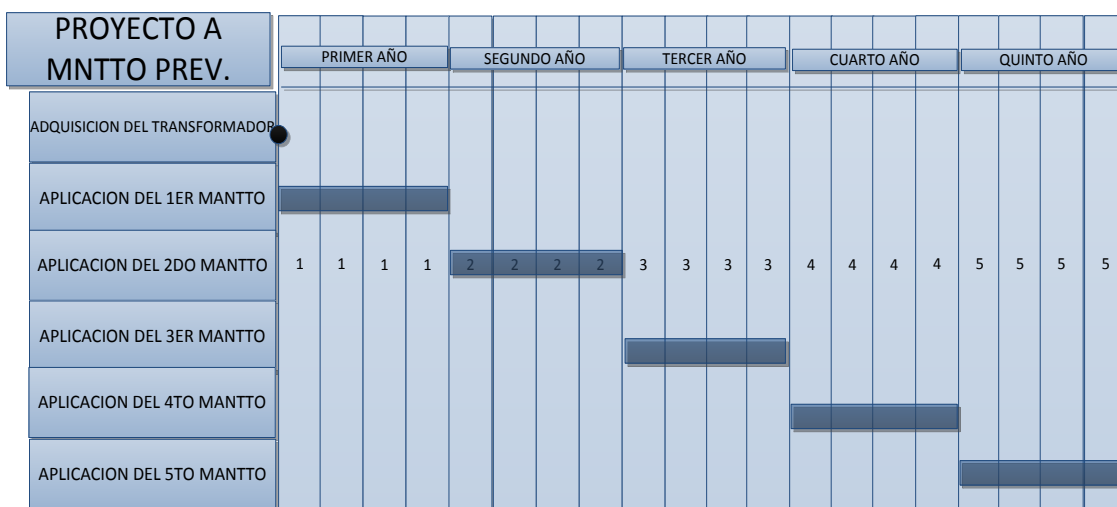 PROYECTO A
MNTTO PREV.
PRIMER AÑO SEGUNDO AÑO TERCER AÑO CUARTO AÑO QUINTO AÑO
ADQUISICION DEL TRANSFORMADOR
APLICACION DEL 1ER MANTTO
APLICACION DEL 2DO MANTTO 1 1 1 1 2 2 2 2 3 3 3 3 4 4 4 4 5 5 5 5
APLICACION DEL 3ER MANTTO
APLICACION DEL 4TO MANTTO
APLICACION DEL 5TO MANTTO